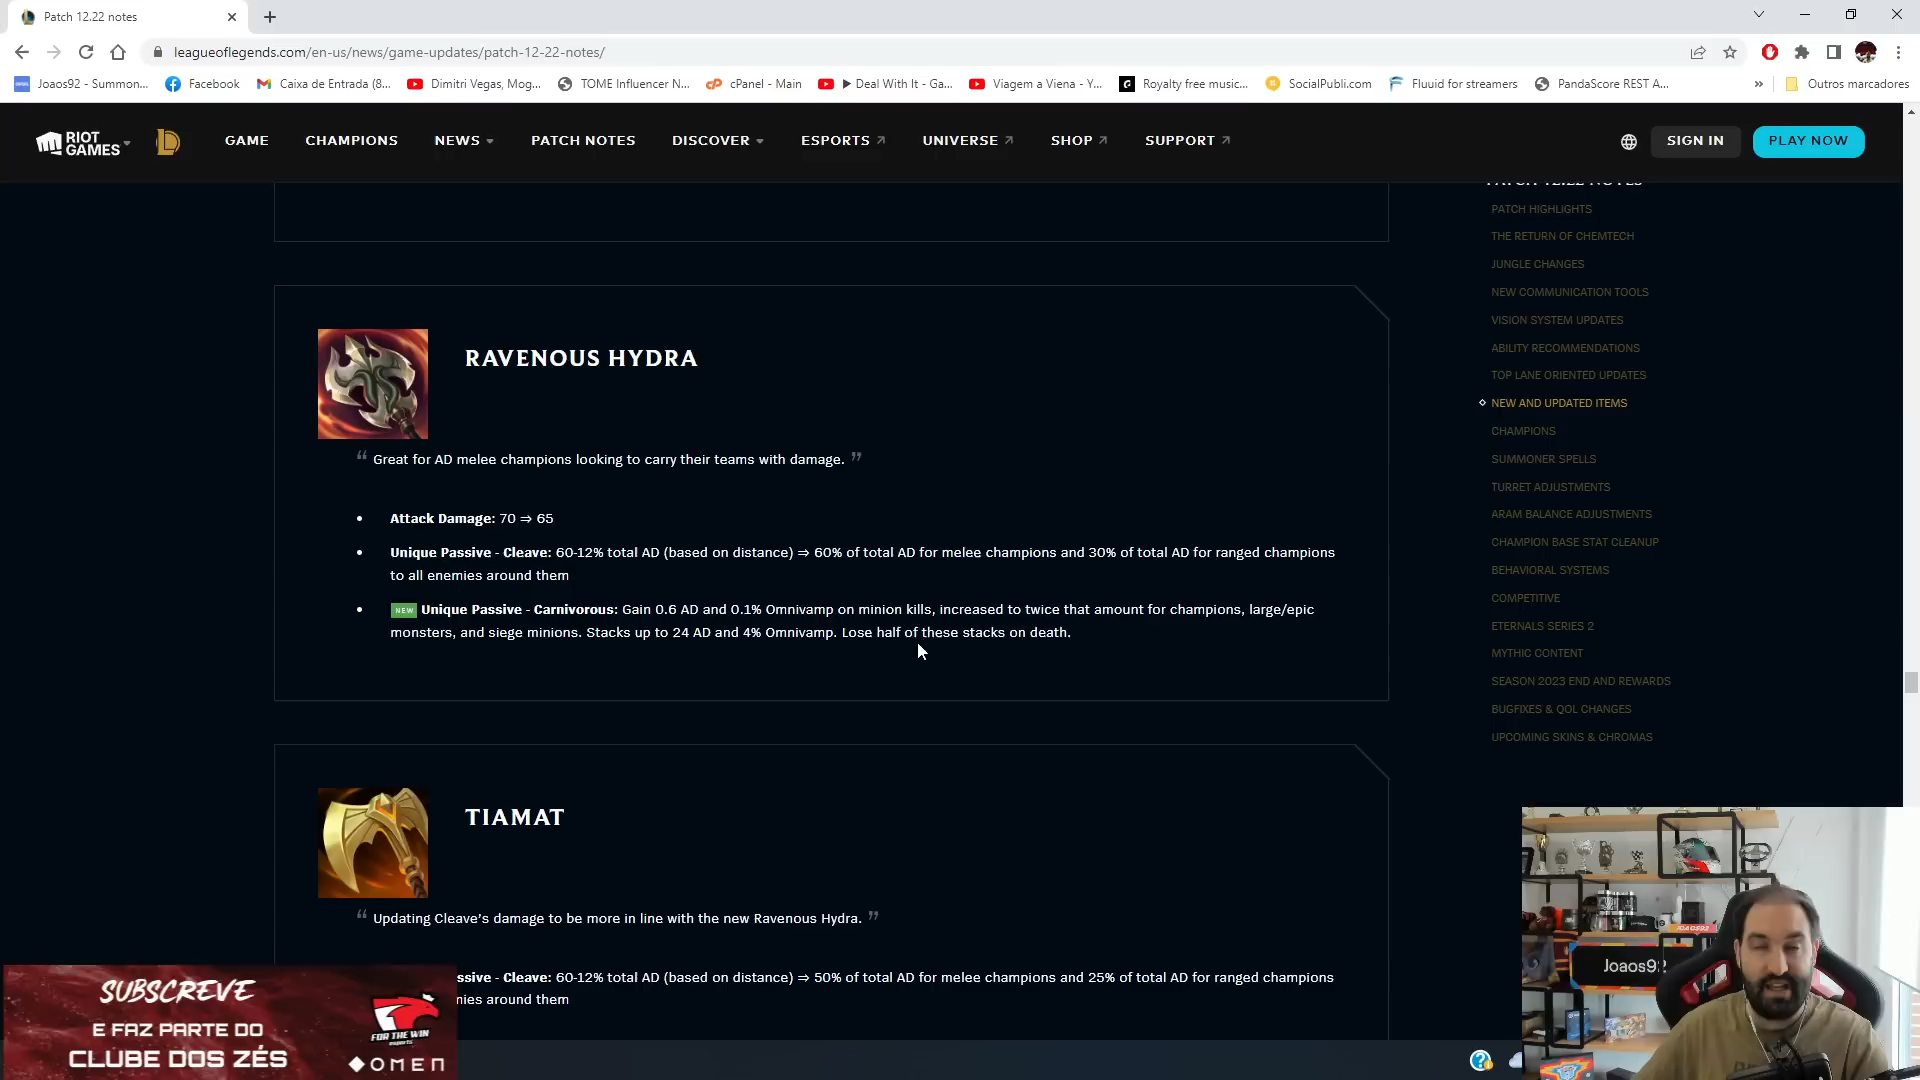 Patch 12.22 notes
leagueoflegends.com/en-us/news/game-updates/patch-12-22-notes/
Joaos92 - Summon... Facebook Caixa de Entrada (8... Dimitri Vegas, Mog... TOME Influencer N... cPanel - Main ▶ Deal With It - Ga... Viagem a Viena - Y... Royalty free music... SocialPubli.com Fluuid for streamers PandaScore REST A... » Outros marcadores
RIOT GAMES GAME CHAMPIONS NEWS PATCH NOTES DISCOVER ESPORTS UNIVERSE SHOP SUPPORT SIGN IN PLAY NOW
PATCH 12.22 NOTES
PATCH HIGHLIGHTS
THE RETURN OF CHEMTECH
JUNGLE CHANGES
NEW COMMUNICATION TOOLS
VISION SYSTEM UPDATES
ABILITY RECOMMENDATIONS
TOP LANE ORIENTED UPDATES
NEW AND UPDATED ITEMS
CHAMPIONS
SUMMONER SPELLS
TURRET ADJUSTMENTS
ARAM BALANCE ADJUSTMENTS
CHAMPION BASE STAT CLEANUP
BEHAVIORAL SYSTEMS
COMPETITIVE
ETERNALS SERIES 2
MYTHIC CONTENT
SEASON 2023 END AND REWARDS
BUGFIXES & QOL CHANGES
UPCOMING SKINS & CHROMAS
RAVENOUS HYDRA
“ Great for AD melee champions looking to carry their teams with damage. ”
• Attack Damage: 70 ⇒ 65
• Unique Passive - Cleave: 60-12% total AD (based on distance) ⇒ 60% of total AD for melee champions and 30% of total AD for ranged champions
to all enemies around them
• NEW Unique Passive - Carnivorous: Gain 0.6 AD and 0.1% Omnivamp on minion kills, increased to twice that amount for champions, large/epic
monsters, and siege minions. Stacks up to 24 AD and 4% Omnivamp. Lose half of these stacks on death.
TIAMAT
“ Updating Cleave’s damage to be more in line with the new Ravenous Hydra. ”
ssive - Cleave: 60-12% total AD (based on distance) ⇒ 50% of total AD for melee champions and 25% of total AD for ranged champions
nies around them
SUBSCREVE
E FAZ PARTE DO
CLUBE DOS ZÉS
FOR THE WIN
esports
OMEN
Joaos92
JOAOS92